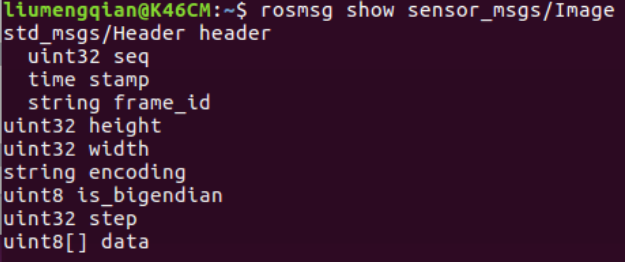 liumengqian@K46CM:~$ rosmsg show sensor_msgs/Image
std_msgs/Header header
  uint32 seq
  time stamp
  string frame_id
uint32 height
uint32 width
string encoding
uint8 is_bigendian
uint32 step
uint8[] data